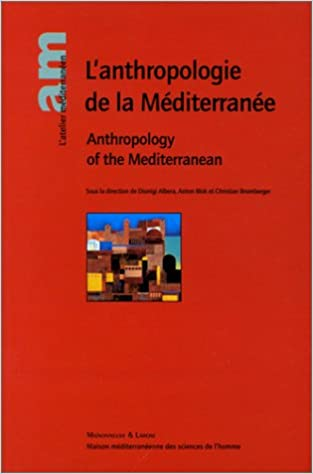 am
L'atelier méditerranéen
L'anthropologie
de la Méditerranée
Anthropology
of the Mediterranean
Sous la direction de Dionigi Albera, Anton Blok et Christian Bromberger
MAISONNEUVE & LAROSE
Maison méditerranéenne des sciences de l'homme